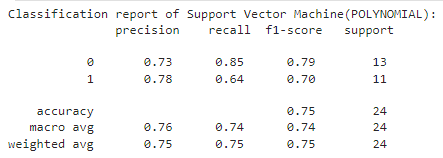 Classification report of Support Vector Machine(POLYNOMIAL):
precision recall f1-score support
0 0.73 0.85 0.79 13
1 0.78 0.64 0.70 11
accuracy 0.75 24
macro avg 0.76 0.74 0.74 24
weighted avg 0.75 0.75 0.75 24